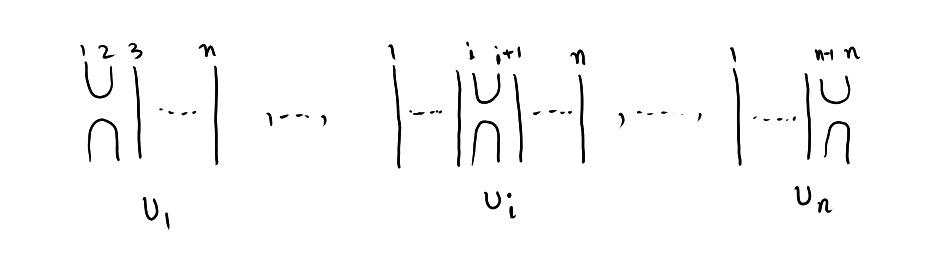 1 2 3 n 1 i i+1 n 1 n-1 n
..... , ..., ..... ..... , ....., .....
U₁ Uᵢ Uₙ